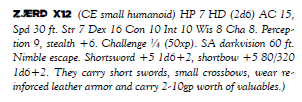 ZJERD X12 (CE small humanoid) HP 7 HD (2d6) AC 15,
Spd 30 ft. Str 7 Dex 16 Con 10 Int 10 Wis 8 Cha 8. Percep-
tion 9, stealth +6. Challenge ¼ (50xp). SA darkvision 60 ft.
Nimble escape. Shortsword +5 1d6+2, shortbow +5 80/320
1d6+2. They carry short swords, small crossbows, wear re-
inforced leather armor and carry 2-10gp worth of valuables.)